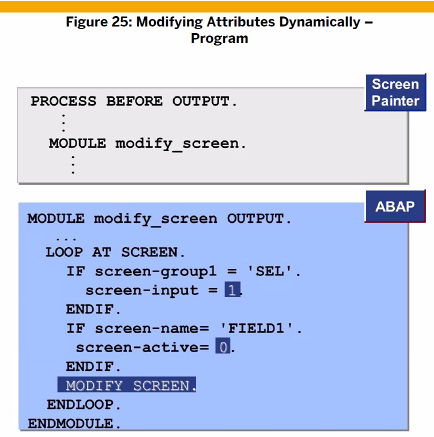 Figure 25: Modifying Attributes Dynamically –
Program
Screen
Painter
PROCESS BEFORE OUTPUT.
:
MODULE modify_screen.
:
ABAP
MODULE modify_screen OUTPUT.
...
LOOP AT SCREEN.
IF screen-group1 = 'SEL'.
screen-input = 1.
ENDIF.
IF screen-name= 'FIELD1'.
screen-active= 0.
ENDIF.
MODIFY SCREEN.
ENDLOOP.
ENDMODULE.